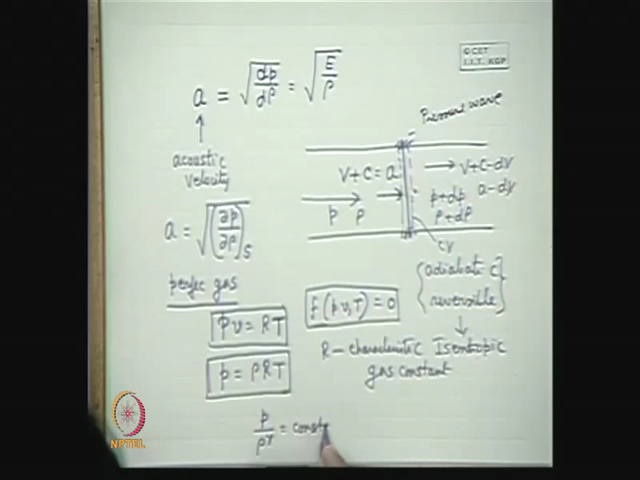 © CET
I.I.T. KGP
a = √(dp/dρ) = √(E/ρ)
acoustic
velocity
Pressure wave
V+C = a
p ρ
V+C-dV
a-dV
p+dp
ρ+dρ
CV
a = √(∂p/∂ρ)s
{adiabatic &}
{reversible}
Isentropic
perfect gas
pv = RT
p = ρRT
f(p,v,T) = 0
R - characteristic
gas constant
p/ρ^γ = const
NPTEL